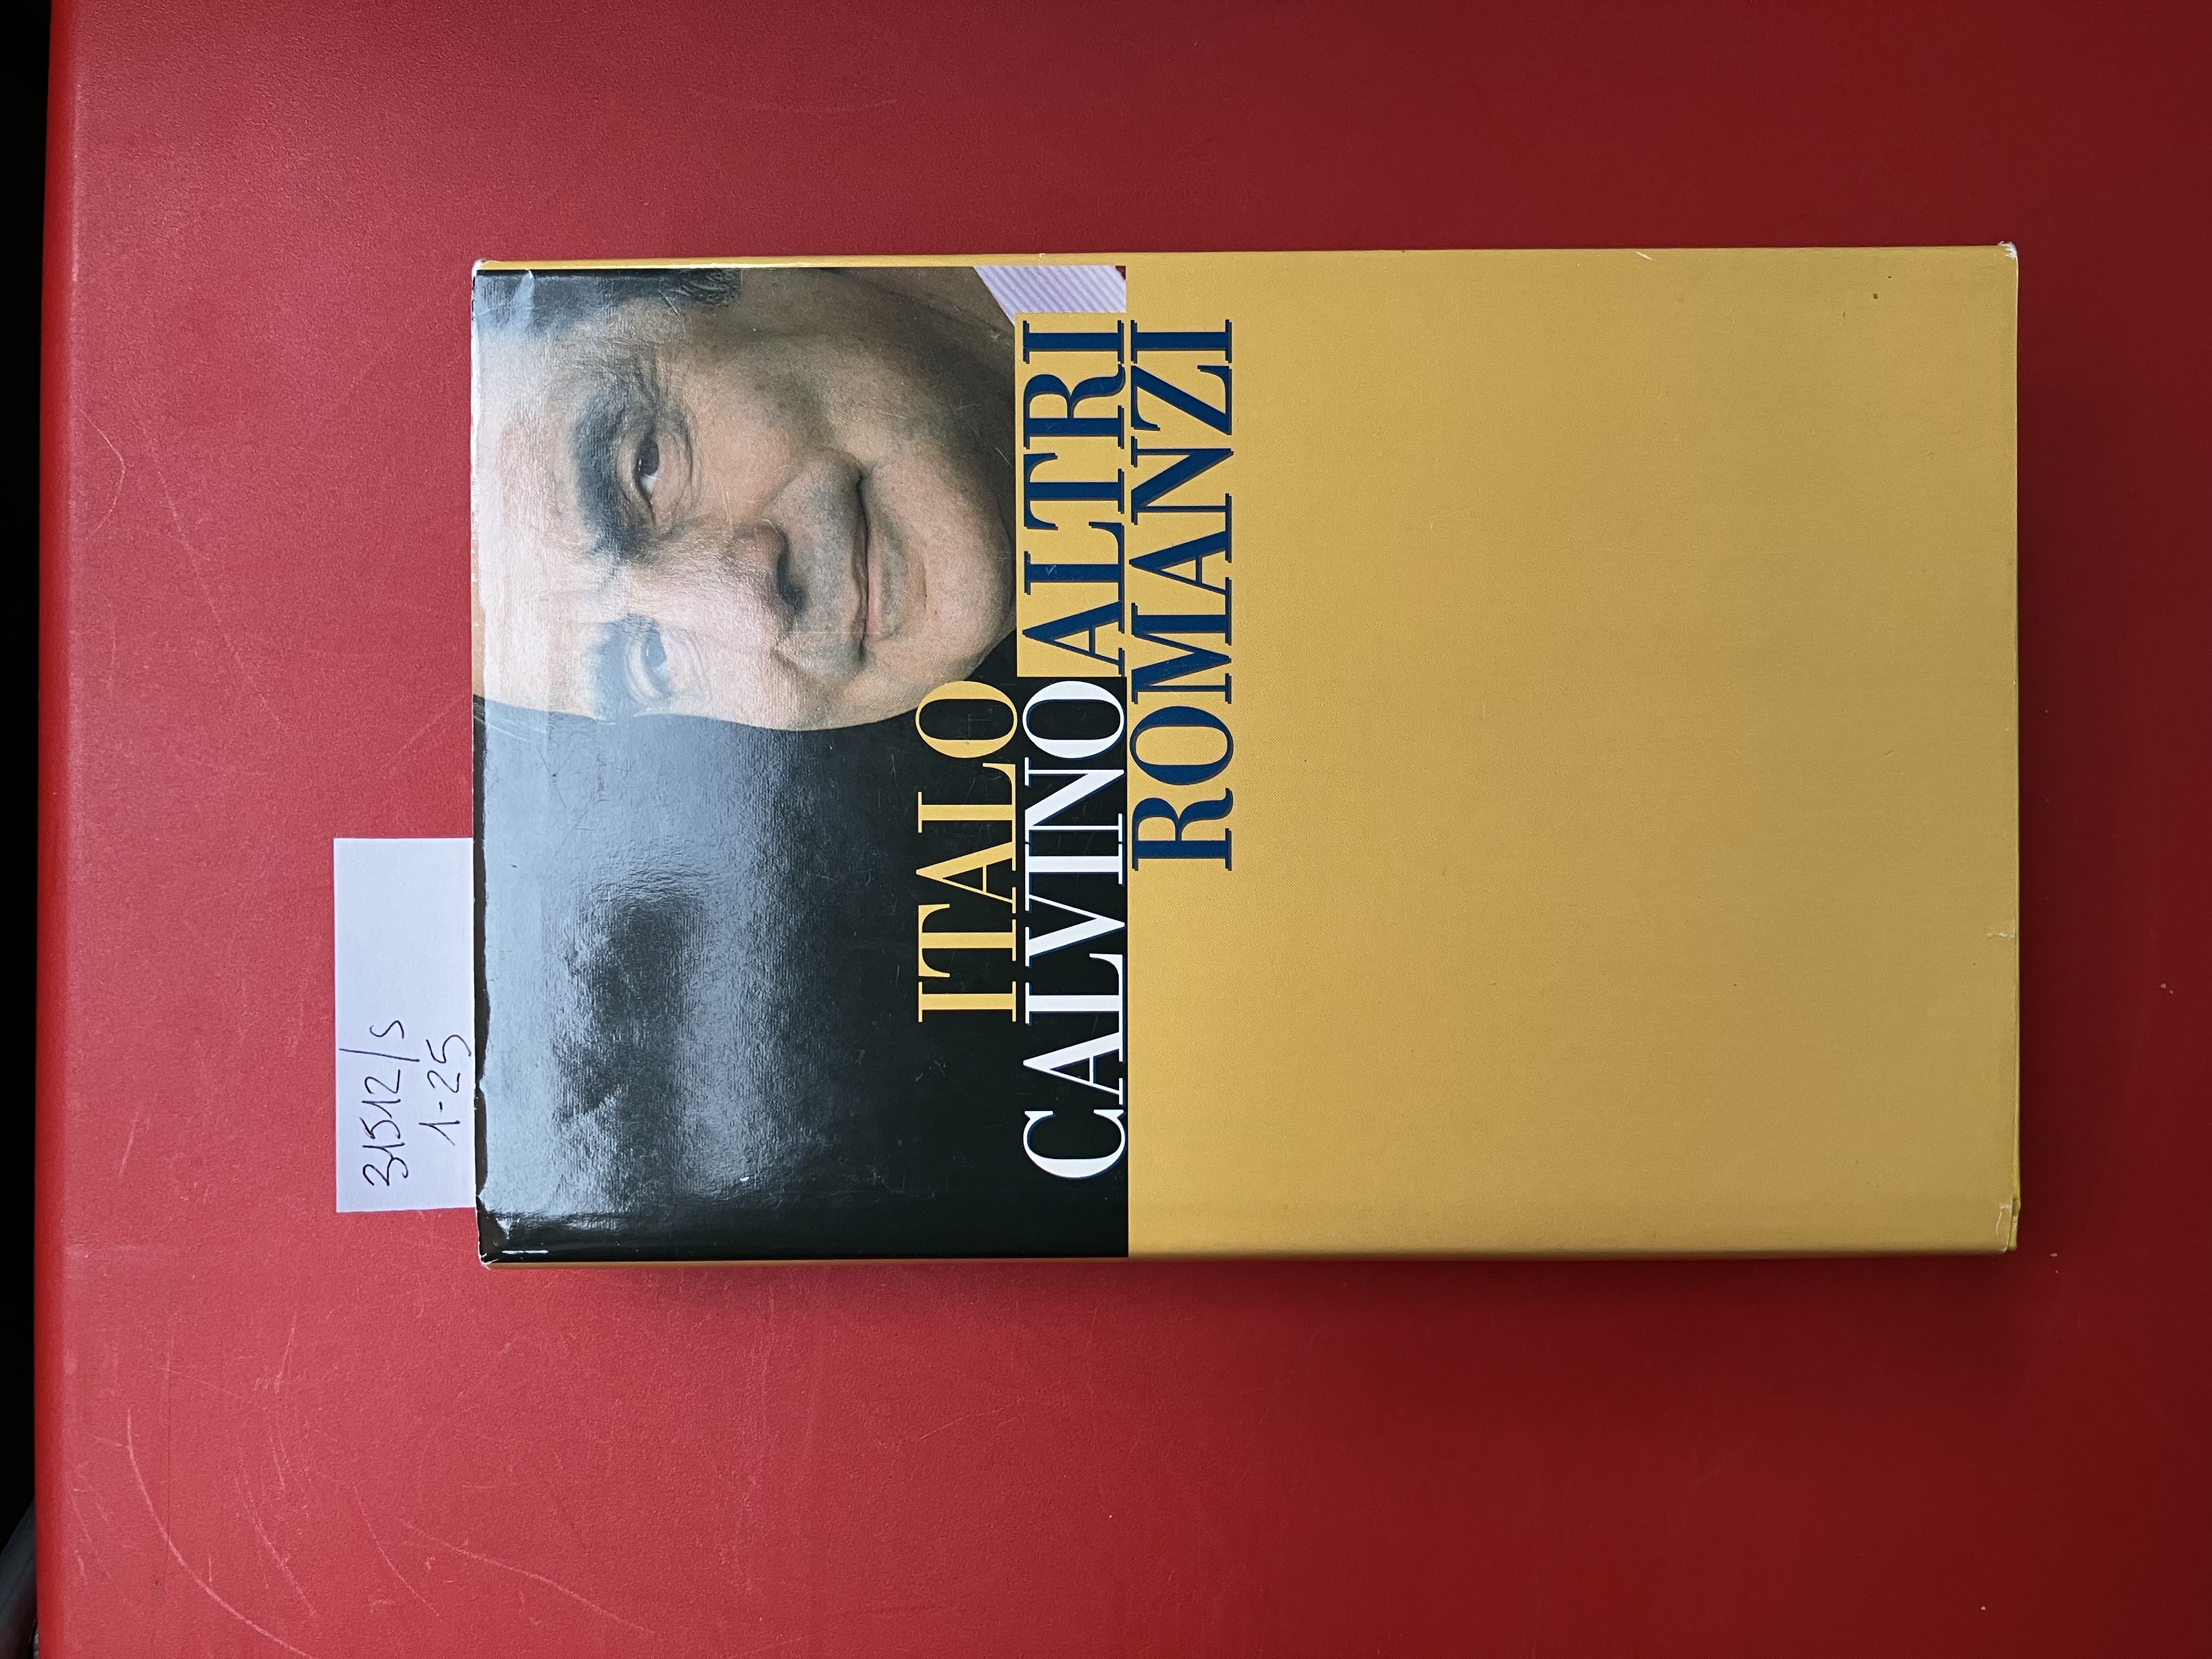 31512/S
1-25
ITALO
CALVINO ALTRI
ROMANZI